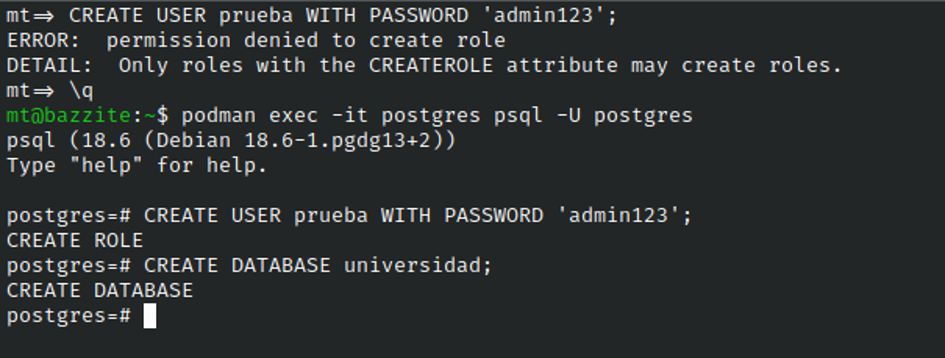 mt=> CREATE USER prueba WITH PASSWORD 'admin123';
ERROR:  permission denied to create role
DETAIL:  Only roles with the CREATEROLE attribute may create roles.
mt=> \q
mt@bazzite:~$ podman exec -it postgres psql -U postgres
psql (18.6 (Debian 18.6-1.pgdg13+2))
Type "help" for help.

postgres=# CREATE USER prueba WITH PASSWORD 'admin123';
CREATE ROLE
postgres=# CREATE DATABASE universidad;
CREATE DATABASE
postgres=#